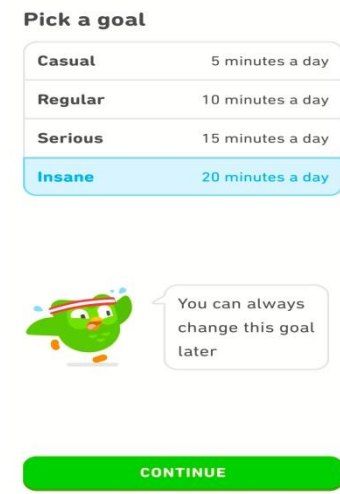 Pick a goal
Casual 5 minutes a day
Regular 10 minutes a day
Serious 15 minutes a day
Insane 20 minutes a day
You can always
change this goal
later
CONTINUE